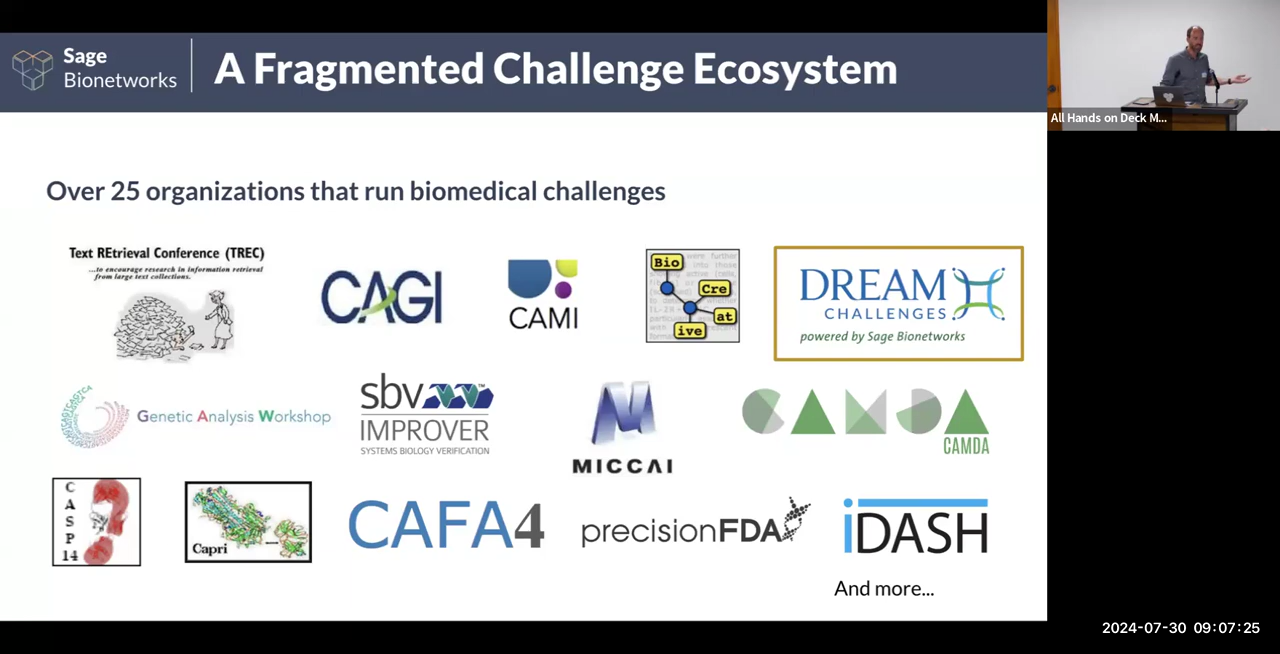 Sage
Bionetworks
A Fragmented Challenge Ecosystem
All Hands on Deck M...
Over 25 organizations that run biomedical challenges
Text REtrieval Conference (TREC)
...to encourage research in information retrieval
from large text collections.
CAGI
CAMI
Bio
Cre
at
ive
DREAM
CHALLENGES
powered by Sage Bionetworks
Genetic Analysis Workshop
sbv
IMPROVER
SYSTEMS BIOLOGY VERIFICATION
MICCAI
CAMDA
CAMDA
C
A
S
P
14
Capri
CAFA4
precisionFDA
iDASH
And more...
2024-07-30 09:07:25